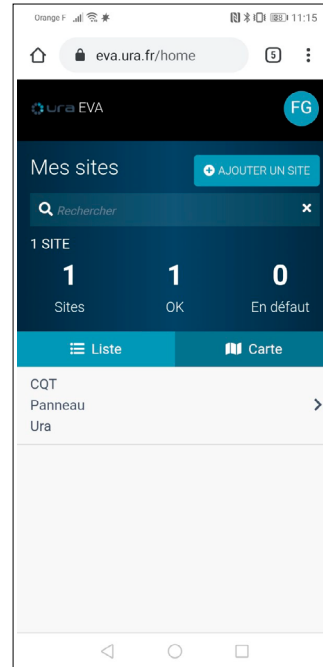 Orange F 11:15
eva.ura.fr/home 5
ura EVA FG
Mes sites AJOUTER UN SITE
Rechercher
1 SITE
1 1 0
Sites OK En défaut
Liste Carte
CQT
Panneau
Ura